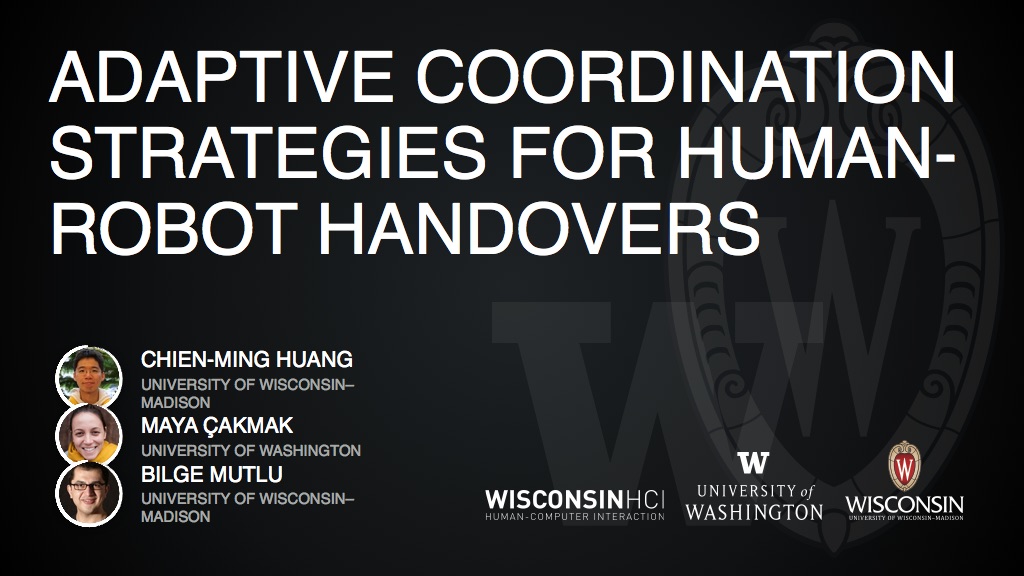 ADAPTIVE COORDINATION
STRATEGIES FOR HUMAN-
ROBOT HANDOVERS
CHIEN-MING HUANG
UNIVERSITY OF WISCONSIN–
MADISON
MAYA ÇAKMAK
UNIVERSITY OF WASHINGTON
BILGE MUTLU
UNIVERSITY OF WISCONSIN–
MADISON
WISCONSINHCI
HUMAN-COMPUTER INTERACTION
W
UNIVERSITY of
WASHINGTON
W
WISCONSIN
UNIVERSITY OF WISCONSIN–MADISON